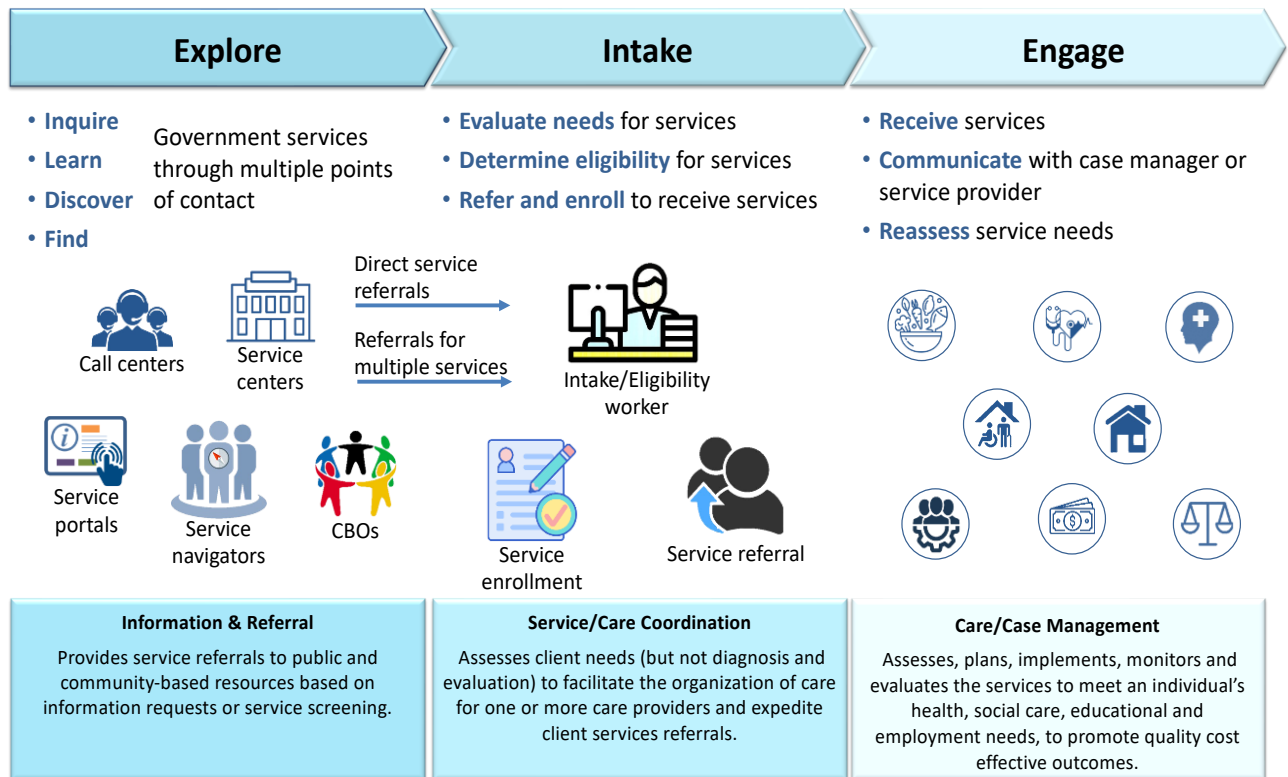 Explore
Intake
Engage
• Inquire
• Learn
• Discover
• Find
Government services
through multiple points
of contact
• Evaluate needs for services
• Determine eligibility for services
• Refer and enroll to receive services
• Receive services
• Communicate with case manager or
service provider
• Reassess service needs
Call centers
Service
centers
Direct service
referrals
Referrals for
multiple services
Intake/Eligibility
worker
Service
portals
Service
navigators
CBOs
Service
enrollment
Service referral
Information & Referral
Provides service referrals to public and
community-based resources based on
information requests or service screening.
Service/Care Coordination
Assesses client needs (but not diagnosis and
evaluation) to facilitate the organization of care
for one or more care providers and expedite
client services referrals.
Care/Case Management
Assesses, plans, implements, monitors and
evaluates the services to meet an individual’s
health, social care, educational and
employment needs, to promote quality cost
effective outcomes.